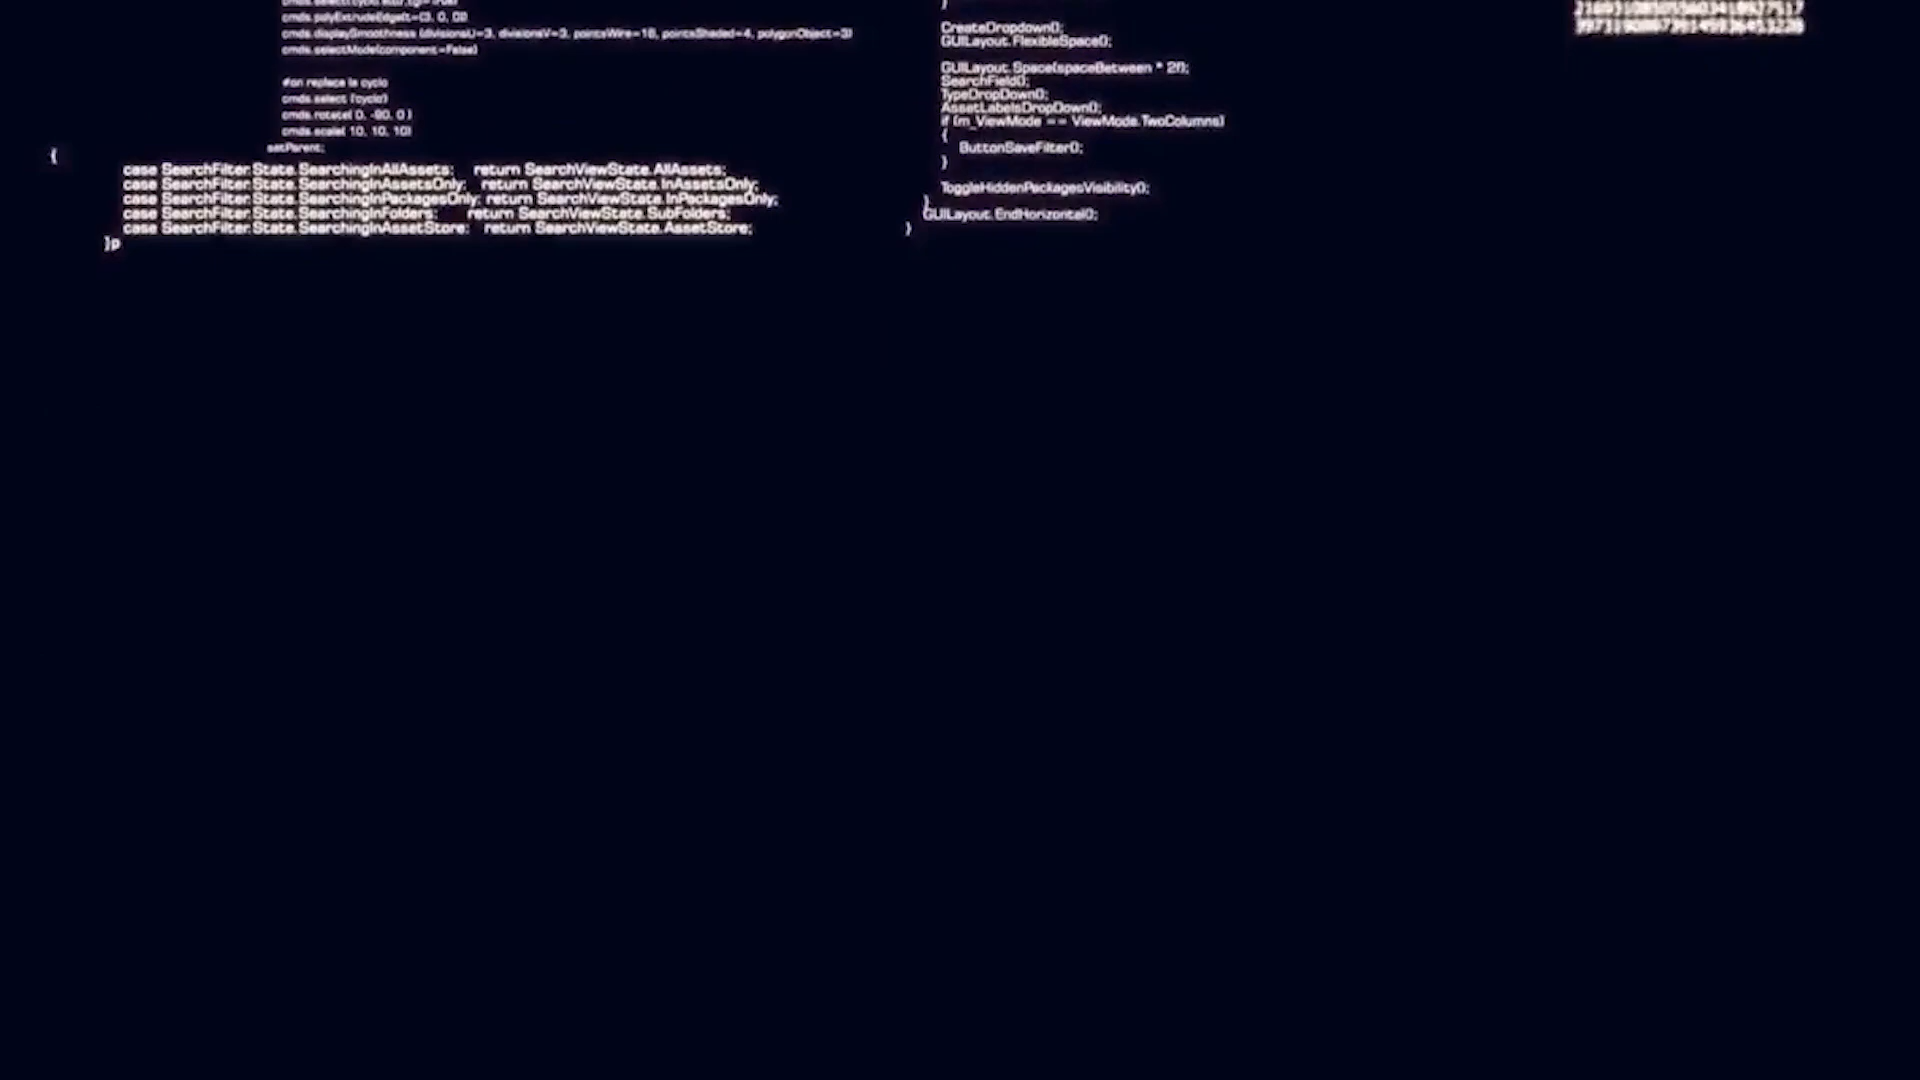 cmds.polyExtrudeEdge(t=(3, 0, 0))
cmds.displaySmoothness (divisionsU=3, divisionsV=3, pointsWire=16, pointsShaded=4, polygonObject=3)
cmds.selectMode(component=False)
#on replace le cyclo
cmds.select ('cyclo')
cmds.rotate( 0, -90, 0 )
cmds.scale( 10, 10, 10)
setParent;
{
case SearchFilter.State.SearchingInAllAssets: return SearchViewState.AllAssets;
case SearchFilter.State.SearchingInAssetsOnly: return SearchViewState.InAssetsOnly;
case SearchFilter.State.SearchingInPackagesOnly: return SearchViewState.InPackagesOnly;
case SearchFilter.State.SearchingInFolders: return SearchViewState.SubFolders;
case SearchFilter.State.SearchingInAssetStore: return SearchViewState.AssetStore;
}p
}
CreateDropdown();
GUILayout.FlexibleSpace();
GUILayout.Space(spaceBetween * 2f);
SearchField();
TypeDropDown();
AssetLabelsDropDown();
if (m_ViewMode == ViewMode.TwoColumns)
{
ButtonSaveFilter();
}
ToggleHiddenPackagesVisibility();
}
GUILayout.EndHorizontal();
}